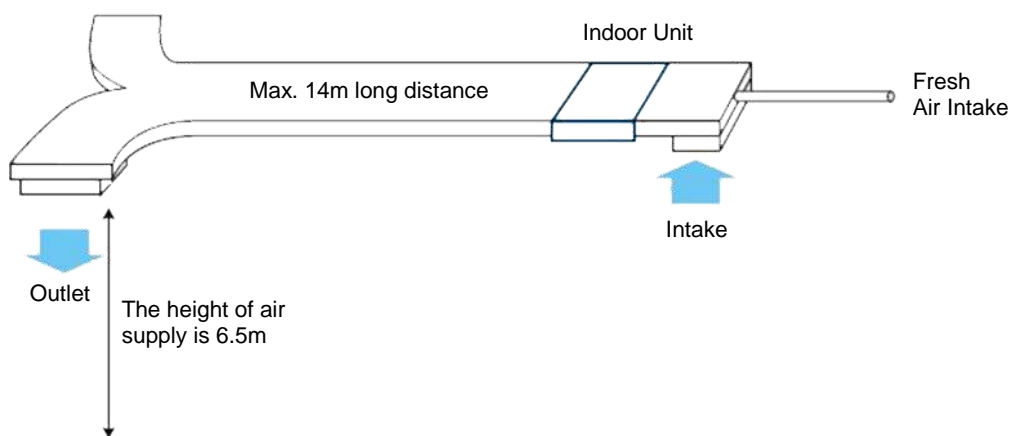 Indoor Unit
Max. 14m long distance
Fresh
Air Intake
Intake
Outlet
The height of air
supply is 6.5m